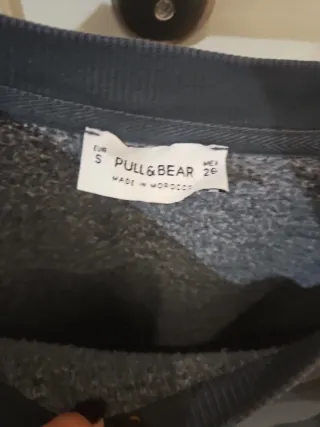 EUR MEX
S PULL&BEAR 26
MADE IN MOROCCO